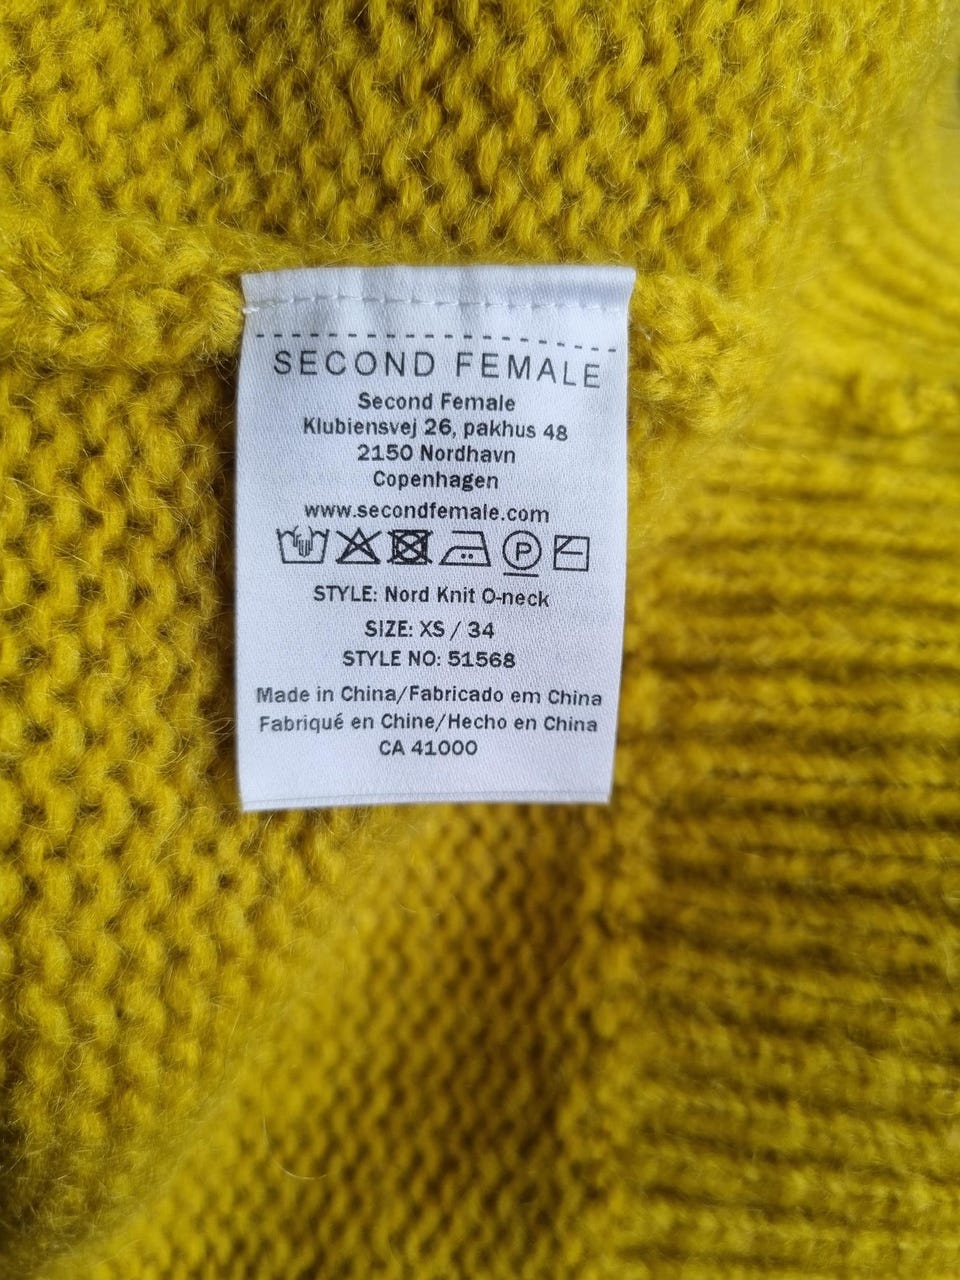 SECOND FEMALE
Second Female
Klubiensvej 26, pakhus 48
2150 Nordhavn
Copenhagen
www.secondfemale.com
P
STYLE: Nord Knit O-neck
SIZE: XS / 34
STYLE NO: 51568
Made in China/Fabricado em China
Fabriqué en Chine/Hecho en China
CA 41000